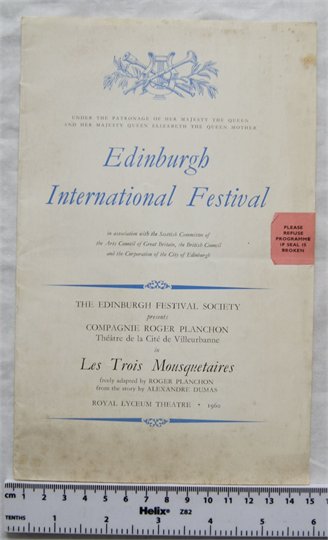 UNDER THE PATRONAGE OF HER MAJESTY THE QUEEN
AND HER MAJESTY QUEEN ELIZABETH THE QUEEN MOTHER
Edinburgh
International Festival
in association with the Scottish Committee of
the Arts Council of Great Britain, the British Council
and the Corporation of the City of Edinburgh
PLEASE
REFUSE
PROGRAMME
IF SEAL IS
BROKEN
THE EDINBURGH FESTIVAL SOCIETY
presents
COMPAGNIE ROGER PLANCHON
Théâtre de la Cité de Villeurbanne
in
Les Trois Mousquetaires
freely adapted by ROGER PLANCHON
from the story by ALEXANDRE DUMAS
ROYAL LYCEUM THEATRE • 1960
cm 1 2 3 4 5 6 7 8 9 10 11 12 13 14 15
Helix® Z82
TENTHS 1 2 3 4 5 6